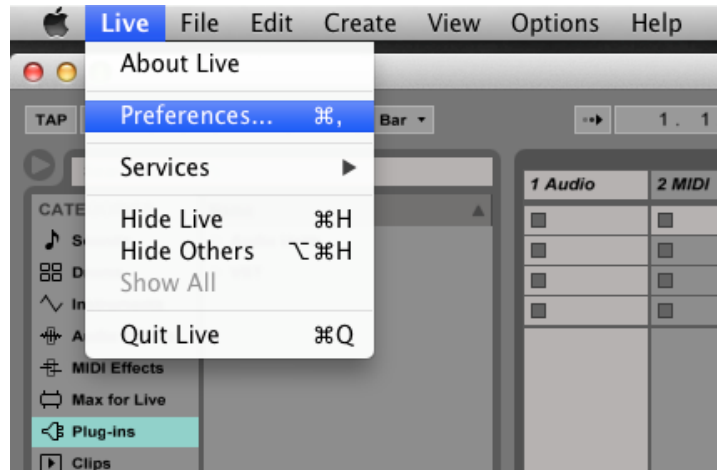 Live File Edit Create View Options Help
About Live
Preferences... ⌘,
Services
Hide Live ⌘H
Hide Others ⌥⌘H
Show All
Quit Live ⌘Q
TAP
Bar
1. 1
1 Audio
2 MIDI
CATE
MIDI Effects
Max for Live
Plug-ins
Clips